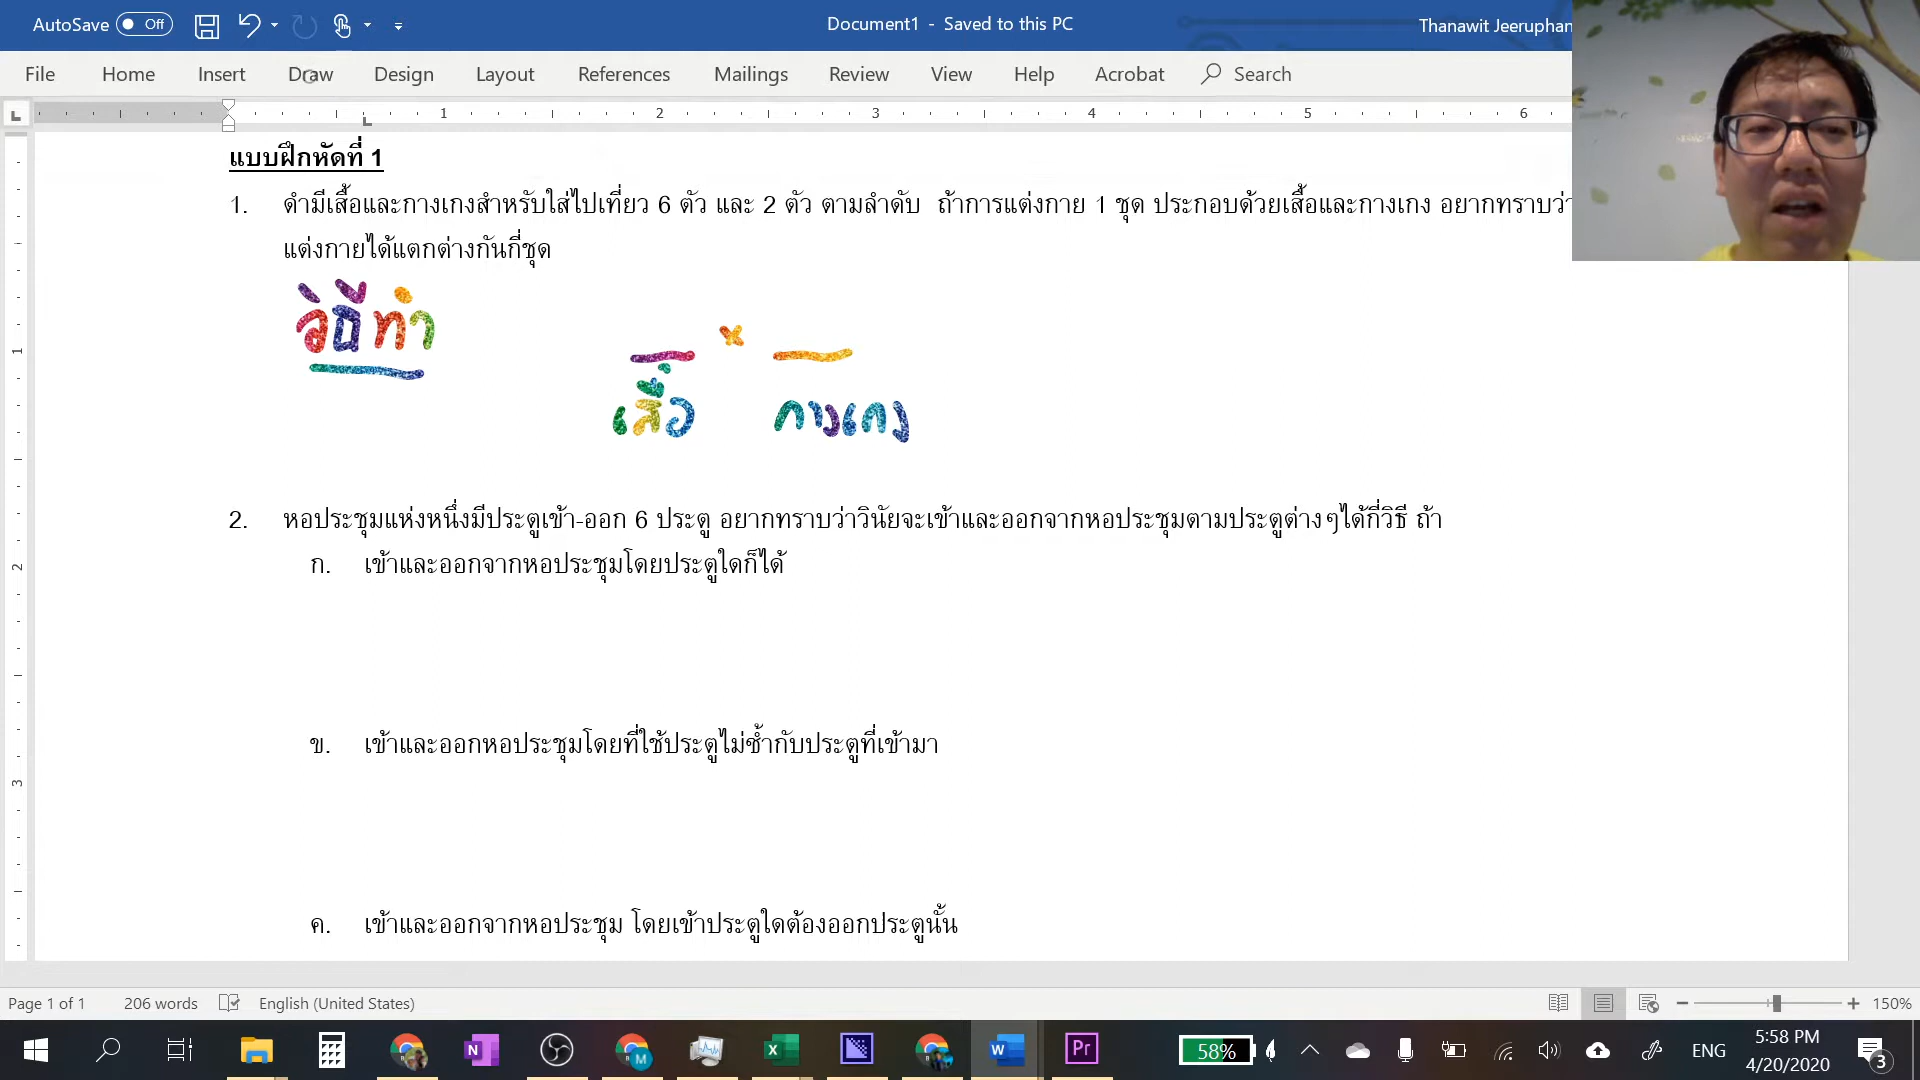 AutoSave Off Document1 - Saved to this PC Thanawit Jeeruphan
File Home Insert Draw Design Layout References Mailings Review View Help Acrobat Search
1 2 3 4 5 6
แบบฝึกหัดที่ 1
1. ดำมีเสื้อและกางเกงสำหรับใส่ไปเที่ยว 6 ตัว และ 2 ตัว ตามลำดับ ถ้าการแต่งกาย 1 ชุด ประกอบด้วยเสื้อและกางเกง อยากทราบว่า
แต่งกายได้แตกต่างกันกี่ชุด
วิธีทำ
×
เสื้อ กางเกง
2. หอประชุมแห่งหนึ่งมีประตูเข้า-ออก 6 ประตู อยากทราบว่าวินัยจะเข้าและออกจากหอประชุมตามประตูต่างๆได้กี่วิธี ถ้า
ก. เข้าและออกจากหอประชุมโดยประตูใดก็ได้
ข. เข้าและออกหอประชุมโดยที่ใช้ประตูไม่ซ้ำกับประตูที่เข้ามา
ค. เข้าและออกจากหอประชุม โดยเข้าประตูใดต้องออกประตูนั้น
1
2
3
Page 1 of 1 206 words English (United States) 150%
58% ENG 5:58 PM
4/20/2020 3